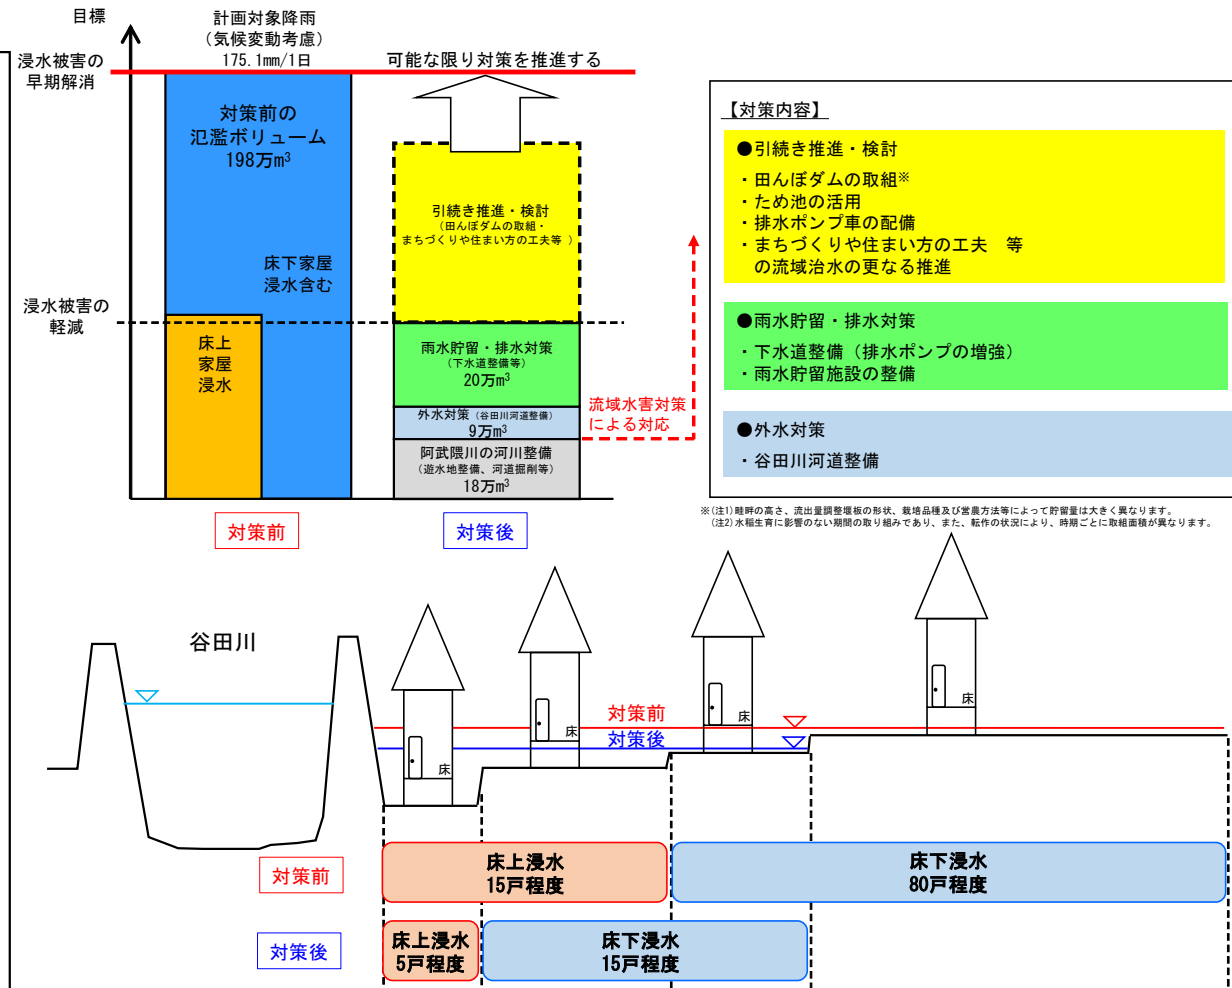 目標
計画対象降雨
（気候変動考慮）
175.1mm/1日
浸水被害の
早期解消
可能な限り対策を推進する
対策前の
氾濫ボリューム
198万m³
床下家屋
浸水含む
浸水被害の
軽減
床上
家屋
浸水
引続き推進・検討
（田んぼダムの取組・
まちづくりや住まい方の工夫等 ）
雨水貯留・排水対策
（下水道整備等）
20万m³
外水対策（谷田川河道整備）
9万m³
阿武隈川の河川整備
（遊水地整備、河道掘削等）
18万m³
流域水害対策
による対応
対策前
対策後
【対策内容】
●引続き推進・検討
・田んぼダムの取組※
・ため池の活用
・排水ポンプ車の配備
・まちづくりや住まい方の工夫　等
の流域治水の更なる推進
●雨水貯留・排水対策
・下水道整備（排水ポンプの増強）
・雨水貯留施設の整備
●外水対策
・谷田川河道整備
※（注1）畦畔の高さ、流出量調整堰板の形状、栽培品種及び営農方法等によって貯留量は大きく異なります。
（注2）水稲生育に影響のない期間の取り組みであり、また、転作の状況により、時期ごとに取組面積が異なります。
谷田川
床
床
床
床
対策前
対策後
対策前
床上浸水
15戸程度
床下浸水
80戸程度
対策後
床上浸水
5戸程度
床下浸水
15戸程度